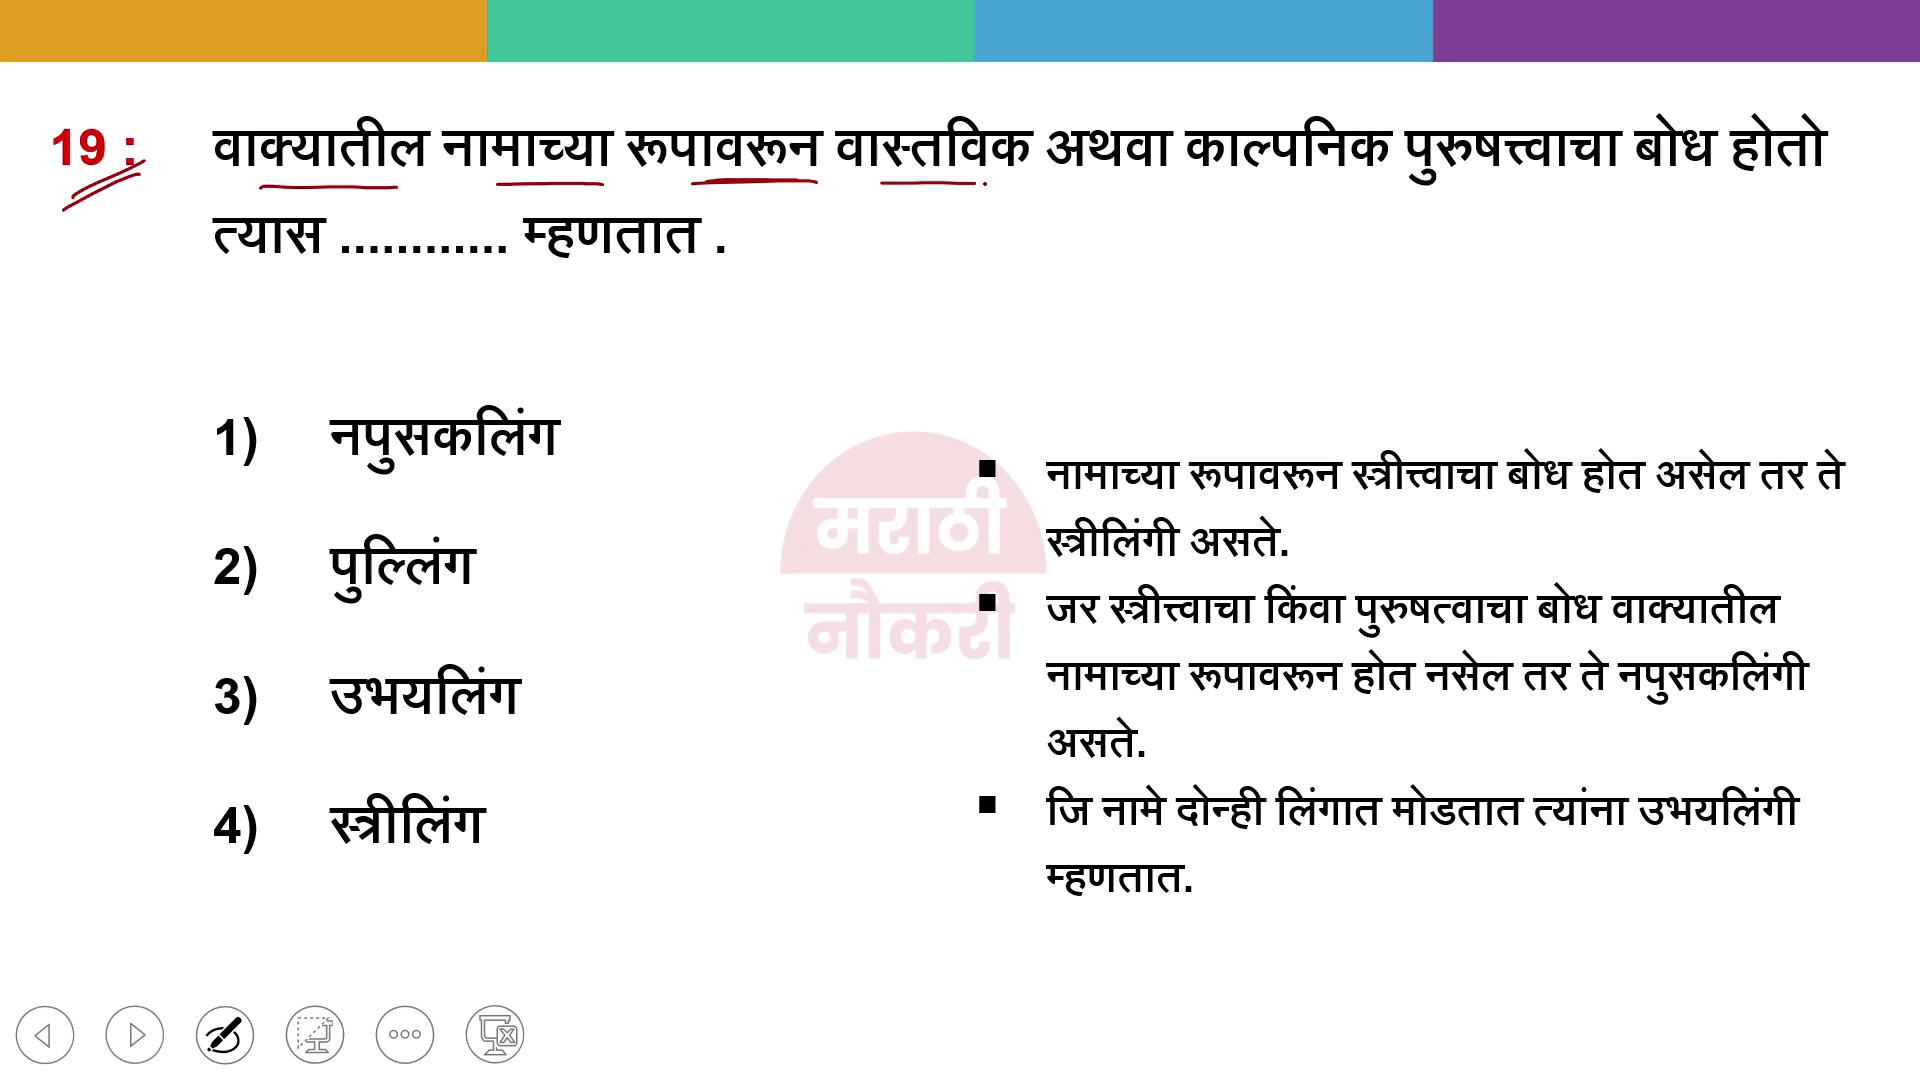 19 : वाक्यातील नामाच्या रूपावरून वास्तविक अथवा काल्पनिक पुरुषत्त्वाचा बोध होतो
त्यास ............ म्हणतात .
1) नपुसकलिंग
2) पुल्लिंग
3) उभयलिंग
4) स्त्रीलिंग
मराठी
नौकरी
▪ नामाच्या रूपावरून स्त्रीत्त्वाचा बोध होत असेल तर ते
स्त्रीलिंगी असते.
▪ जर स्त्रीत्त्वाचा किंवा पुरुषत्वाचा बोध वाक्यातील
नामाच्या रूपावरून होत नसेल तर ते नपुसकलिंगी
असते.
▪ जि नामे दोन्ही लिंगात मोडतात त्यांना उभयलिंगी
म्हणतात.